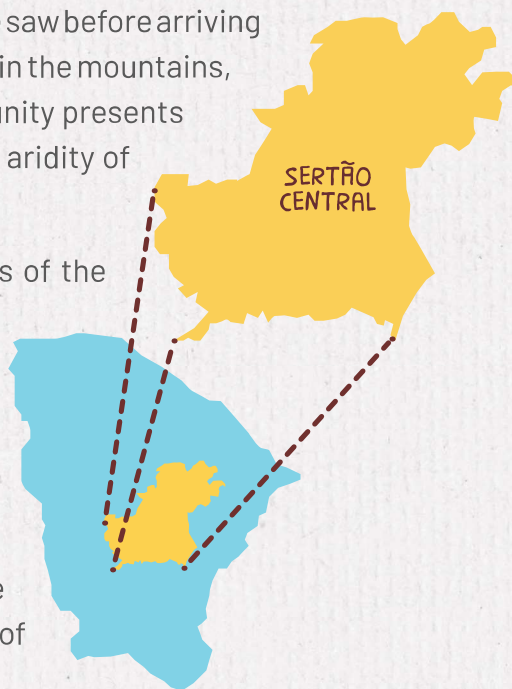 saw before arriving
in the mountains,
unity presents
aridity of
SERTÃO
CENTRAL
s of the
e
of